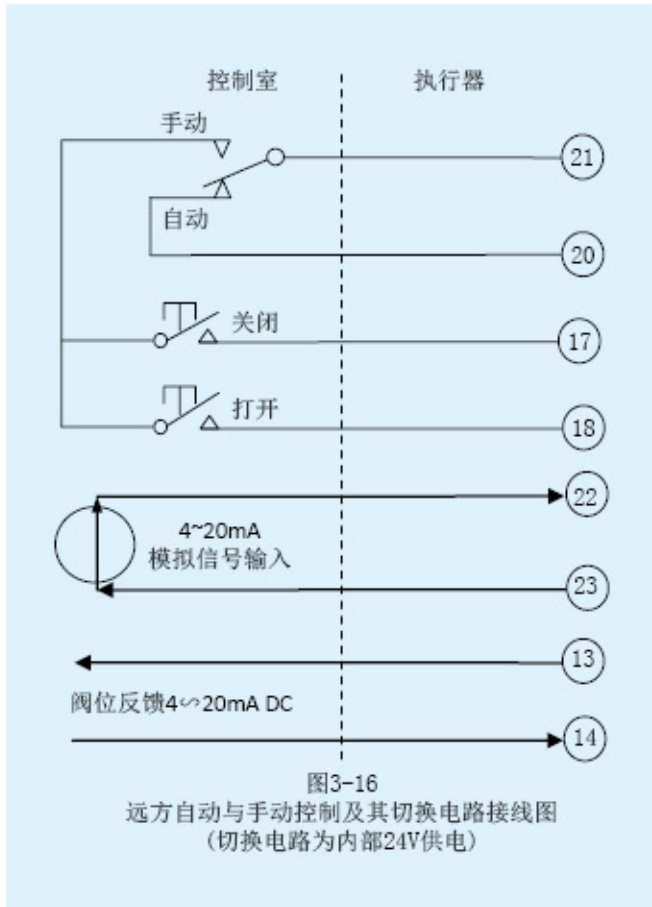 控制室
执行器
手动
21
自动
20
关闭
17
打开
18
22
4~20mA
模拟信号输入
23
13
阀位反馈4∽20mA DC
14
图3-16
远方自动与手动控制及其切换电路接线图
(切换电路为内部24V供电)